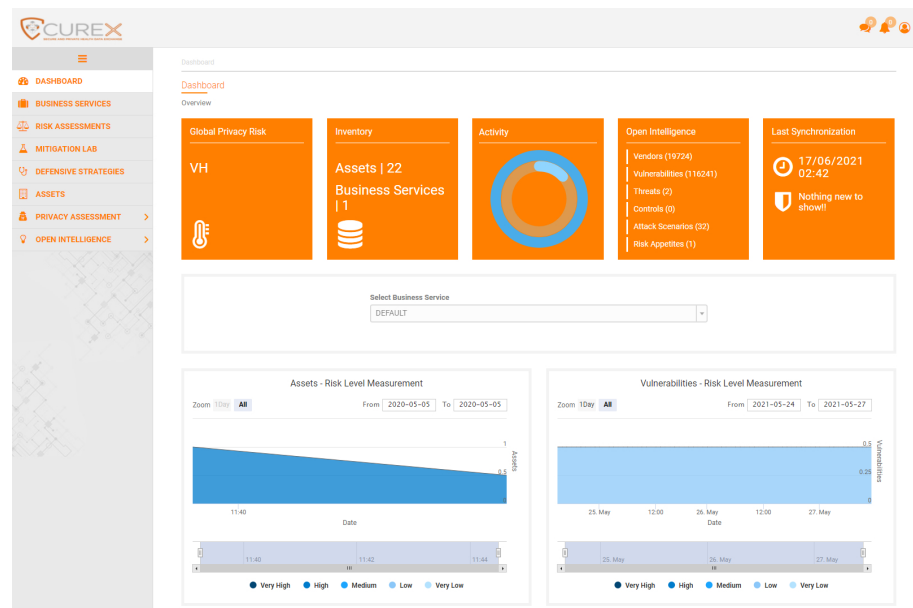 CUREX
SECURE AND PRIVATE HEALTH DATA EXCHANGE
DASHBOARD
BUSINESS SERVICES
RISK ASSESSMENTS
MITIGATION LAB
DEFENSIVE STRATEGIES
ASSETS
PRIVACY ASSESSMENT
OPEN INTELLIGENCE
Dashboard
Dashboard
Overview
Global Privacy Risk
VH
Inventory
Assets | 22
Business Services
| 1
Activity
Open Intelligence
Vendors (19724)
Vulnerabilities (116241)
Threats (2)
Controls (0)
Attack Scenarios (32)
Risk Appetites (1)
Last Synchronization
17/06/2021
02:42
Nothing new to
show!!
Select Business Service
DEFAULT
Assets - Risk Level Measurement
Zoom 1Day All From 2020-05-05 To 2020-05-05
1
0.5
0
Assets
11:40
Date
11:40 11:42 11:44
Very High High Medium Low Very Low
Vulnerabilities - Risk Level Measurement
Zoom 1Day All From 2021-05-24 To 2021-05-27
0.5
0.25
0
Vulnerabilities
25. May 12:00 26. May 12:00 27. May
Date
25. May 26. May 27. May
Very High High Medium Low Very Low